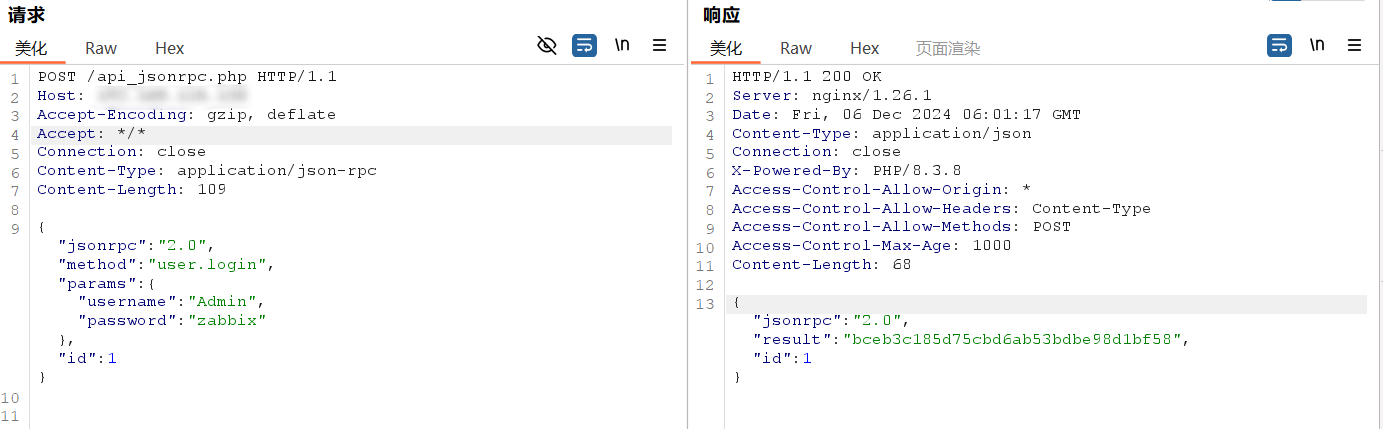 请求
美化 Raw Hex \n
1 POST /api_jsonrpc.php HTTP/1.1
2 Host:
3 Accept-Encoding: gzip, deflate
4 Accept: */*
5 Connection: close
6 Content-Type: application/json-rpc
7 Content-Length: 109
8
9 {
"jsonrpc":"2.0",
"method":"user.login",
"params":{
"username":"Admin",
"password":"zabbix"
},
"id":1
}
10
11
响应
美化 Raw Hex 页面渲染 \n
1 HTTP/1.1 200 OK
2 Server: nginx/1.26.1
3 Date: Fri, 06 Dec 2024 06:01:17 GMT
4 Content-Type: application/json
5 Connection: close
6 X-Powered-By: PHP/8.3.8
7 Access-Control-Allow-Origin: *
8 Access-Control-Allow-Headers: Content-Type
9 Access-Control-Allow-Methods: POST
10 Access-Control-Max-Age: 1000
11 Content-Length: 68
12
13 {
"jsonrpc":"2.0",
"result":"bceb3c185d75cbd6ab53bdbe98d1bf58",
"id":1
}